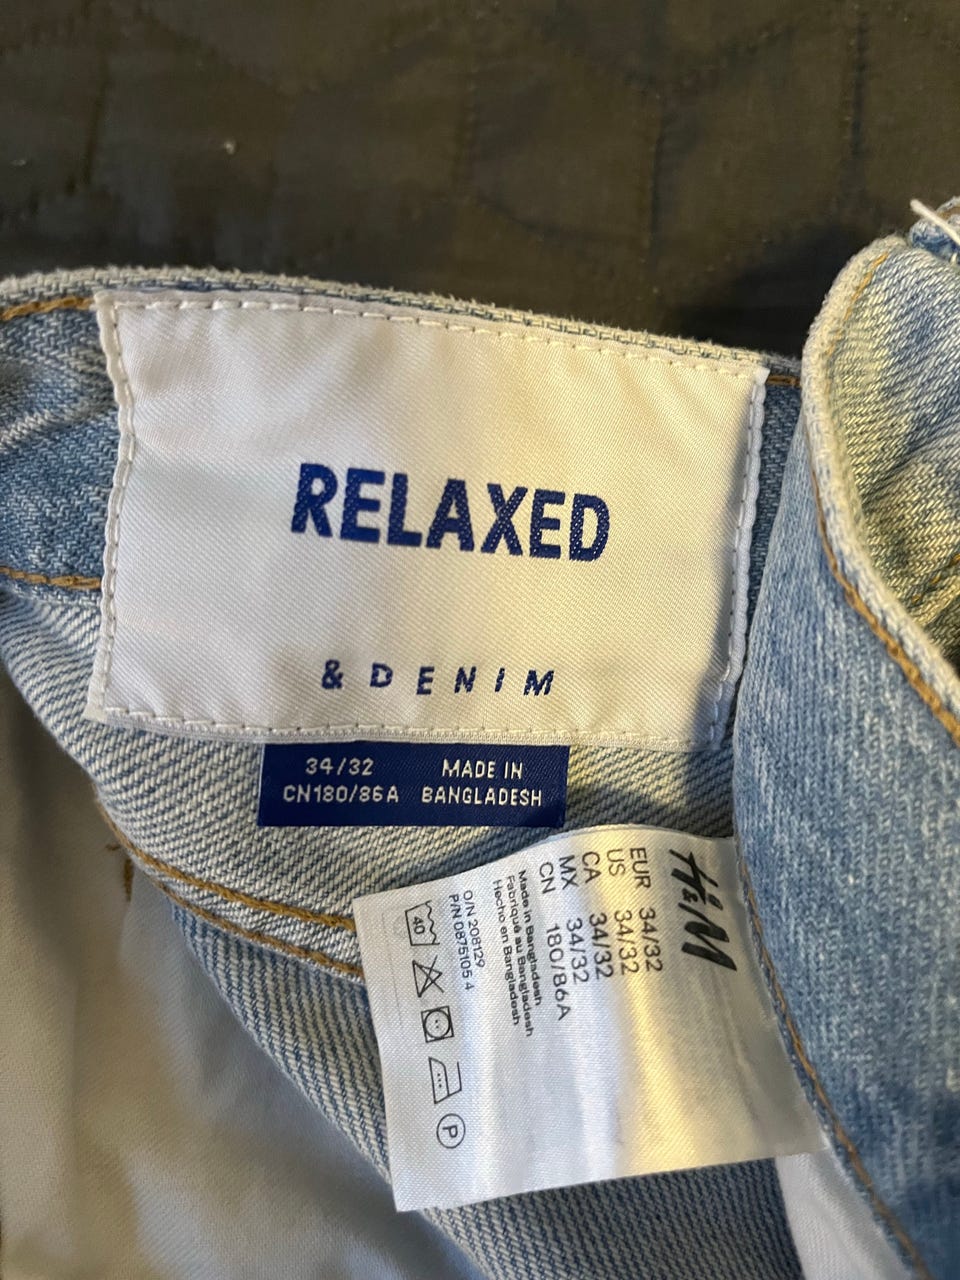 RELAXED
& DENIM
34/32
CN180/86A
MADE IN
BANGLADESH
H&M
EUR 34/32
US 34/32
CA 34/32
MX 34/32
CN 180/86A
Made in Bangladesh
Fabriqué au Bangladesh
Hecho en Bangladesh
O/N 208129
P/N 0875105 4
40
P